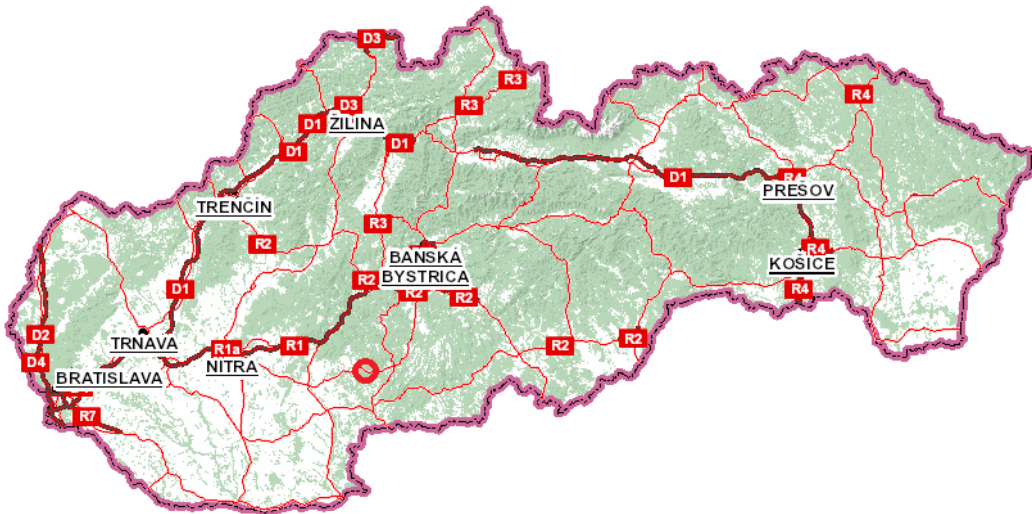 D3
R3
D3
R3
R4
D1
ŽILINA
D1
D1
D1
R4
PREŠOV
TRENČÍN
R3
R2
BANSKÁ
BYSTRICA
R4
KOŠICE
R2
D1
R2
R2
R4
D2
TRNAVA
R1a
R1
NITRA
R2
R2
D4
BRATISLAVA
R7